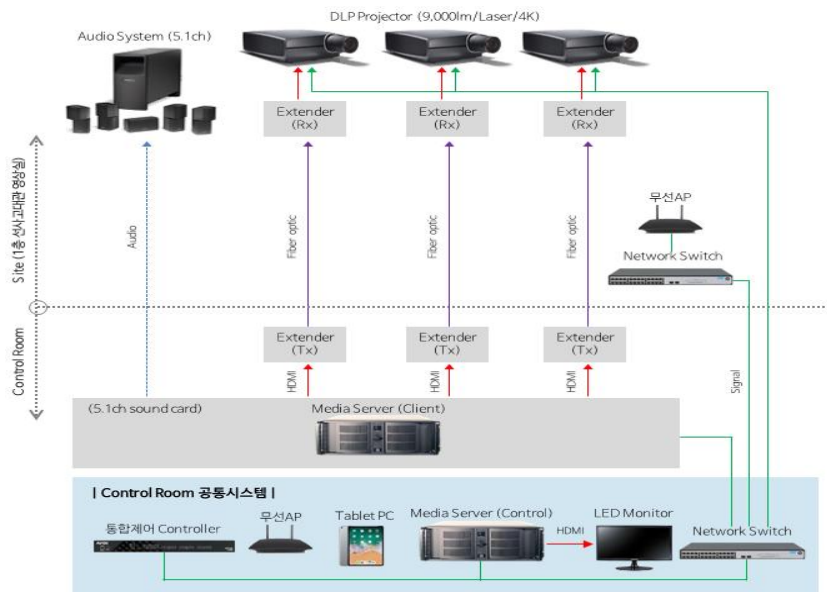 DLP Projector (9,000lm/Laser/4K)
Audio System (5.1ch)
Extender
(Rx)
Extender
(Rx)
Extender
(Rx)
Site (1층 선사고대관 영상실)
Audio
Fiber optic
Fiber optic
Fiber optic
무선AP
Network Switch
Control Room
Extender
(Tx)
Extender
(Tx)
Extender
(Tx)
HDMI
HDMI
HDMI
Signal
(5.1ch sound card)
Media Server (Client)
| Control Room 공통시스템 |
통합제어 Controller
무선AP
Tablet PC
Media Server (Control)
HDMI
LED Monitor
Network Switch